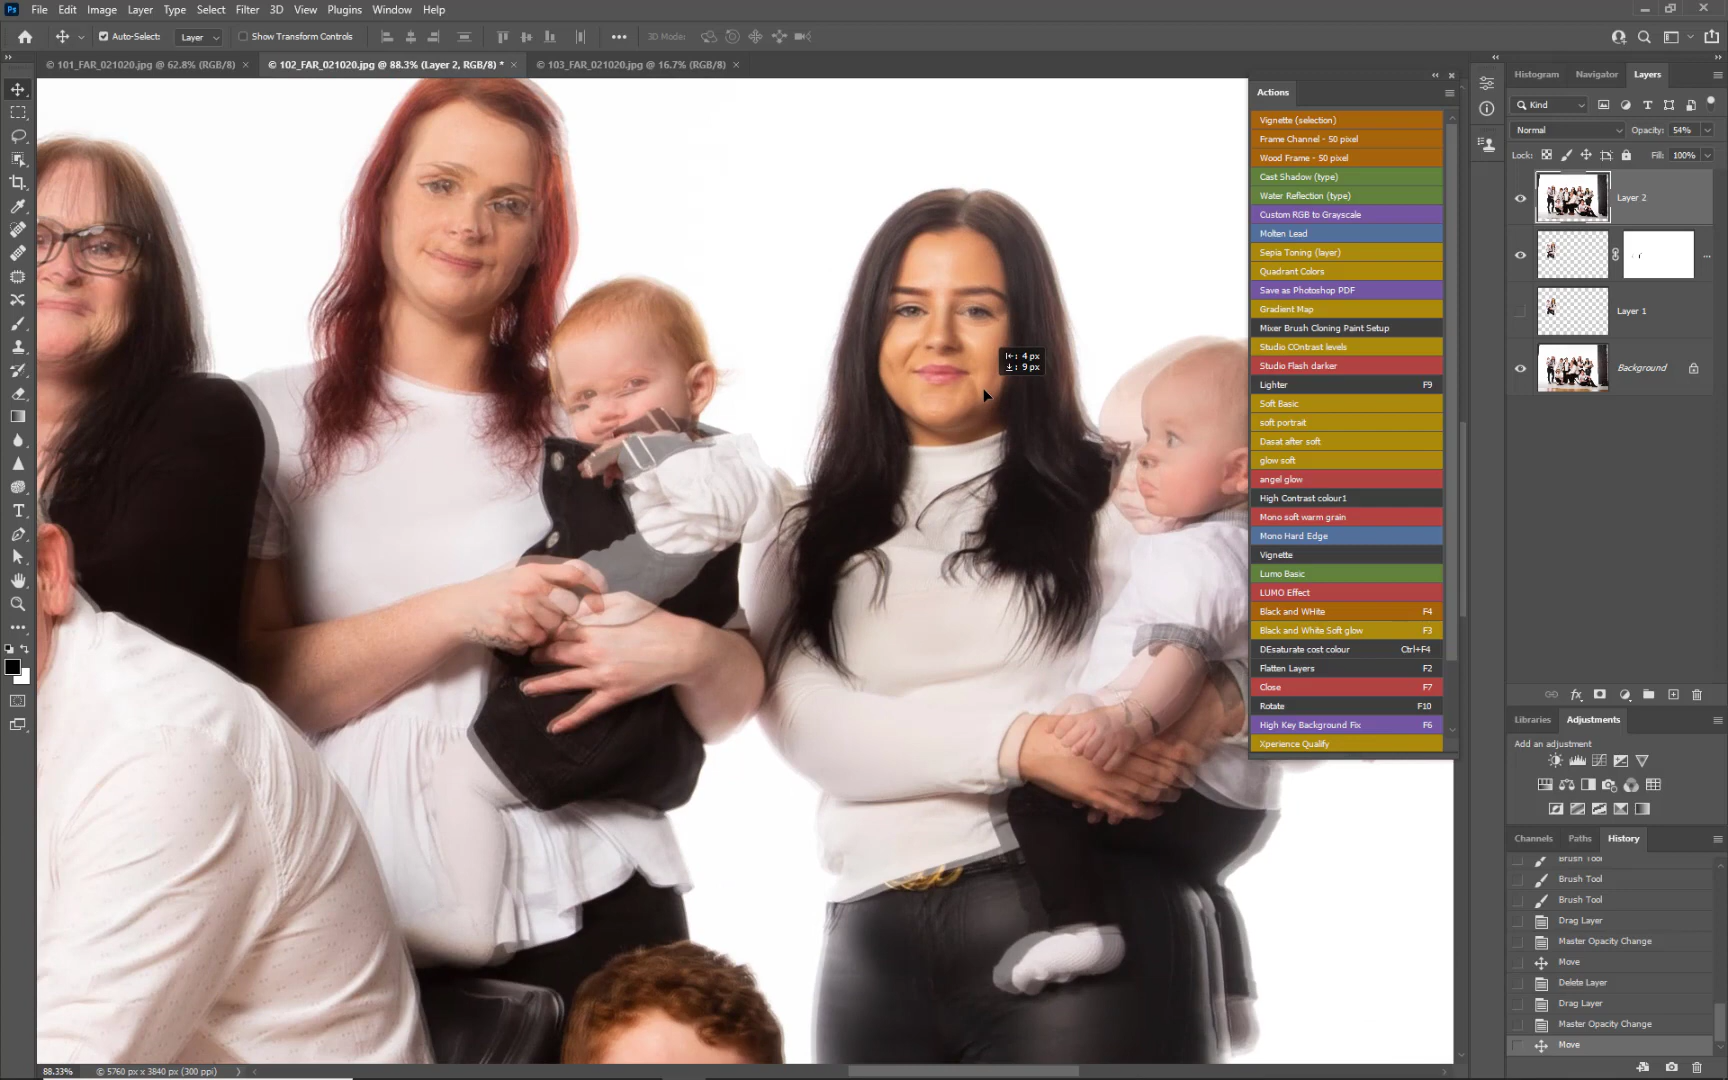 Ps File Edit Image Layer Type Select Filter 3D View Plugins Window Help
Auto-Select: Layer Show Transform Controls 3D Mode:
© 101_FAR_021020.jpg @ 62.8% (RGB/8) ×
© 102_FAR_021020.jpg @ 88.3% (Layer 2, RGB/8) * ×
© 103_FAR_021020.jpg @ 16.7% (RGB/8) ×
Actions
Vignette (selection)
Frame Channel - 50 pixel
Wood Frame - 50 pixel
Cast Shadow (type)
Water Reflection (type)
Custom RGB to Grayscale
Molten Lead
Sepia Toning (layer)
Quadrant Colors
Save as Photoshop PDF
Gradient Map
Mixer Brush Cloning Paint Setup
Studio COntrast levels
Studio Flash darker
Lighter F9
Soft Basic
soft portrait
Dasat after soft
glow soft
angel glow
High Contrast colour1
Mono soft warm grain
Mono Hard Edge
Vignette
Lumo Basic
LUMO Effect
Black and WHite F4
Black and White Soft glow F3
DEsaturate cost colour Ctrl+F4
Flatten Layers F2
Close F7
Rotate F10
High Key Background Fix F6
Xperience Qualify
4 px
9 px
Histogram Navigator Layers
Kind
Normal Opacity: 54%
Lock: Fill: 100%
Layer 2
Layer 1
Background
fx
Libraries Adjustments
Add an adjustment
Channels Paths History
Brush Tool
Brush Tool
Brush Tool
Drag Layer
Master Opacity Change
Move
Delete Layer
Drag Layer
Master Opacity Change
Move
88.33% © 5760 px x 3840 px (300 ppi)